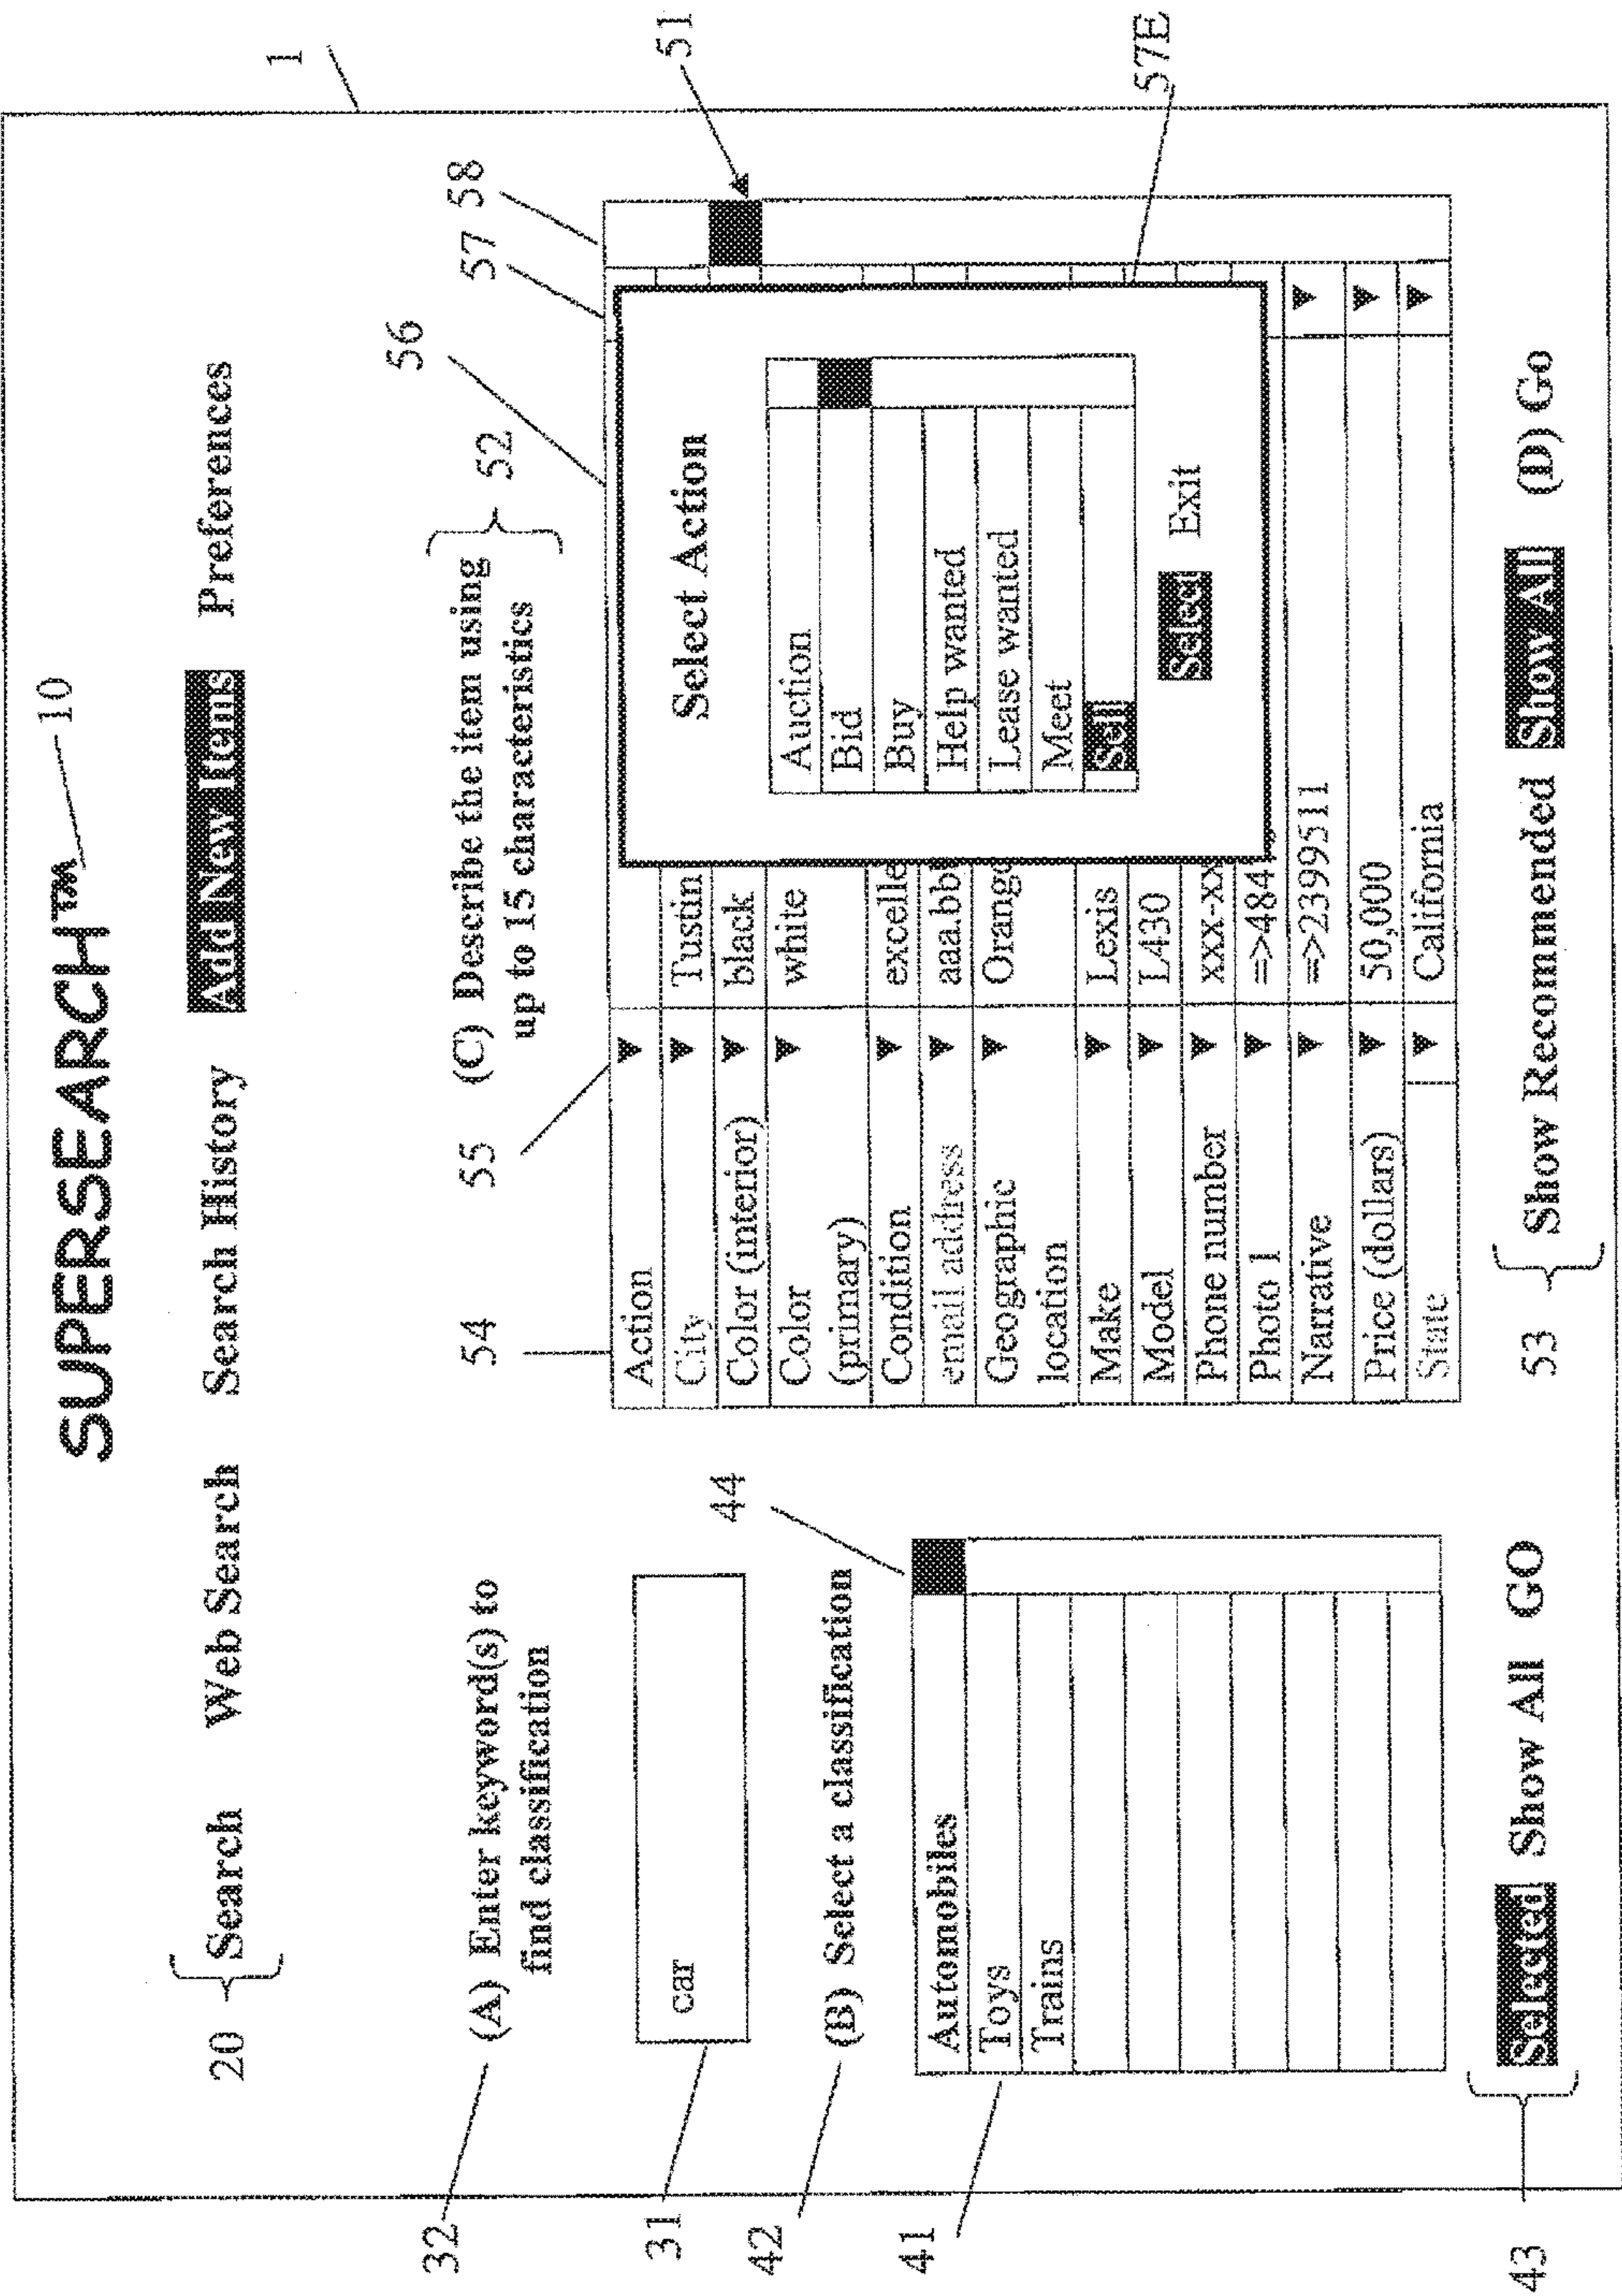 SUPERSEARCH™
10
1
20
Search Web Search Search History Add New Items Preferences
32
(A) Enter keyword(s) to
find classification
31
car
42
(B) Select a classification
44
41
Automobiles
Toys
Trains
43
Selected Show All GO
(C) Describe the item using
up to 15 characteristics
52
54
55
56
57
58
51
57E
Action
City Tustin
Color (interior) black
Color
(primary) white
Condition excelle
email address aaa.bb
Geographic
location Orange
Make Lexis
Model L430
Phone number xxx-xx
Photo 1 =>484
Narrative =>2399511
Price (dollars) 50,000
State California
Select Action
Auction
Bid
Buy
Help wanted
Lease wanted
Meet
Sell
Select Exit
53
Show Recommended Show All (D) Go